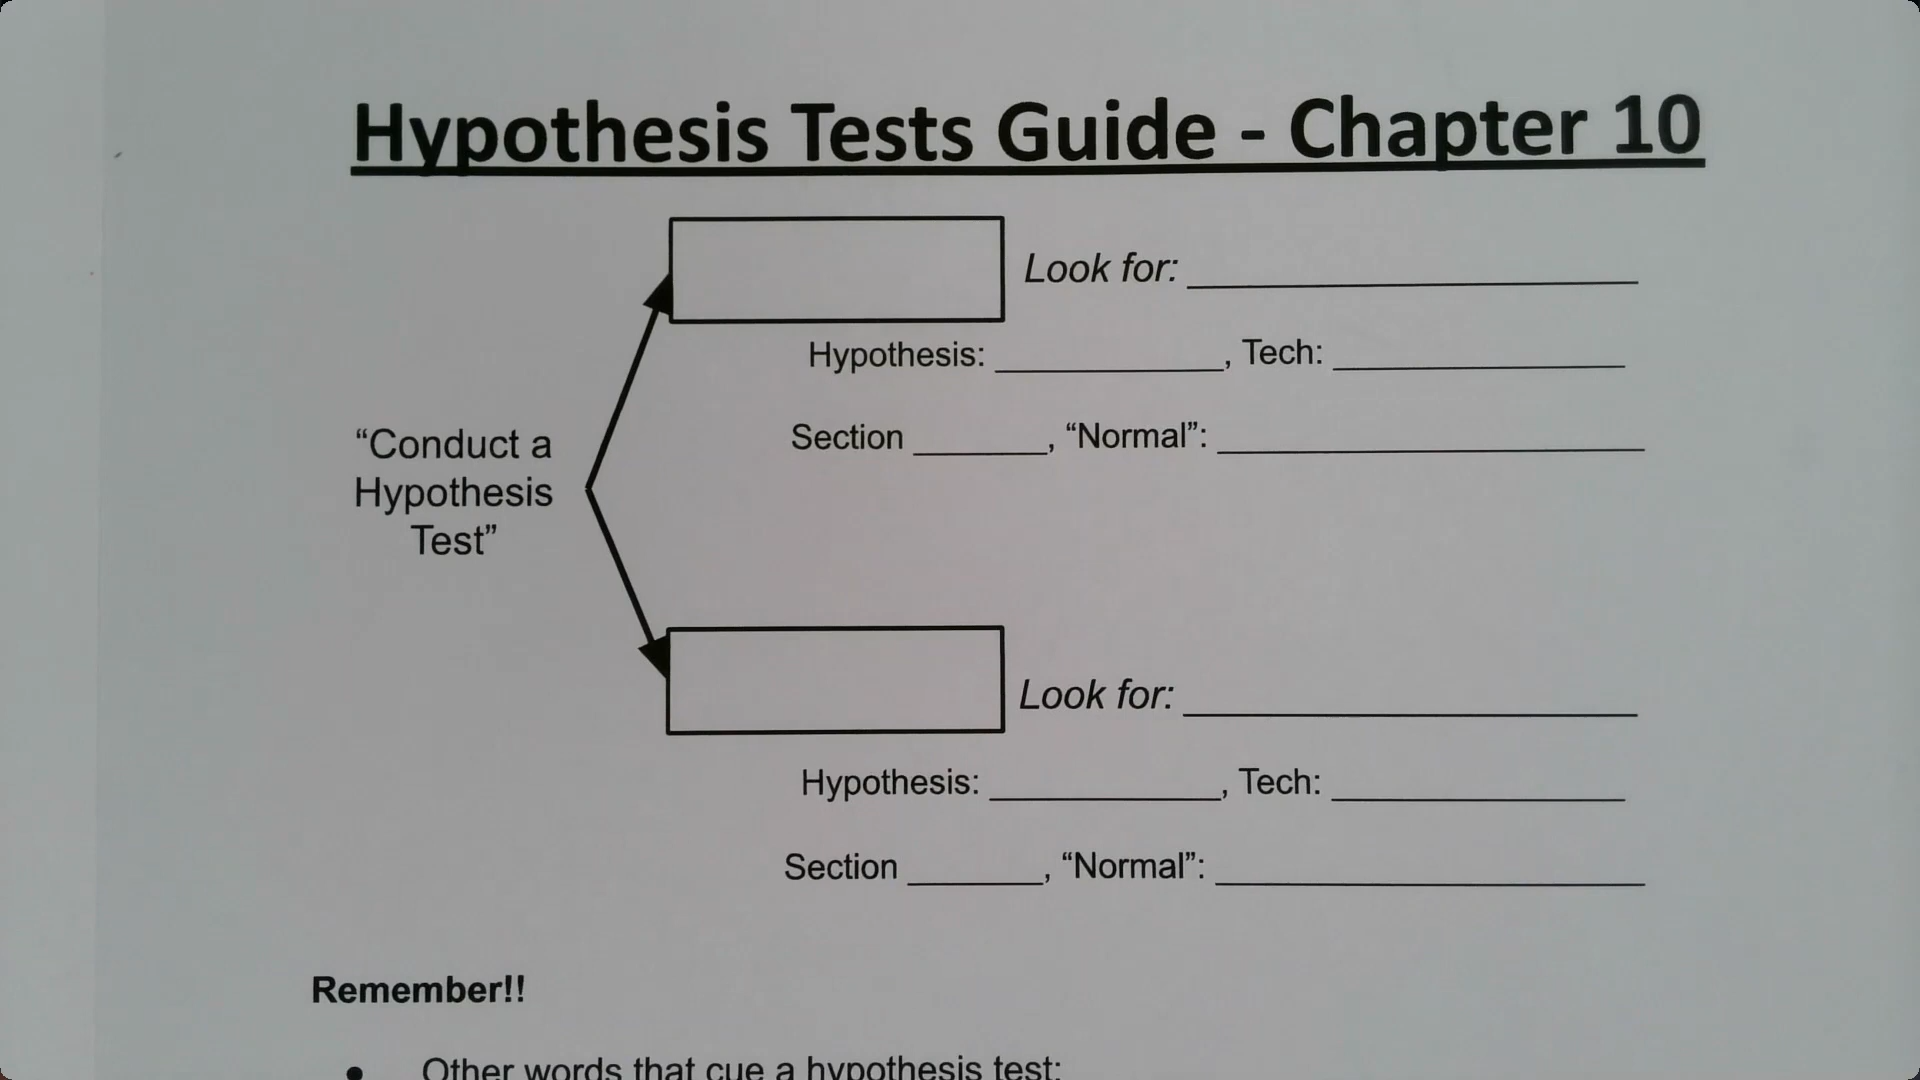 Hypothesis Tests Guide - Chapter 10
Look for: 
Hypothesis: , Tech: 
Section , “Normal”: 
“Conduct a
Hypothesis
Test”
Look for: 
Hypothesis: , Tech: 
Section , “Normal”: 
Remember!!
● Other words that cue a hypothesis test: